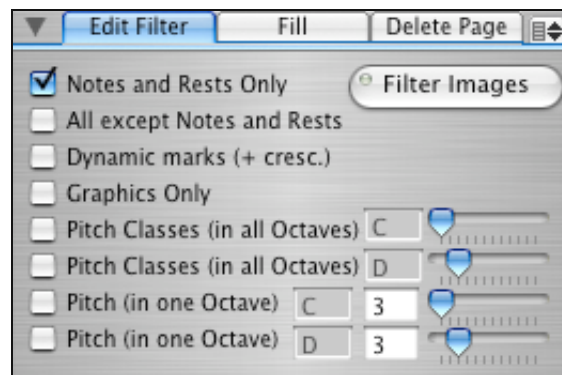 Edit Filter Fill Delete Page
Notes and Rests Only Filter Images
All except Notes and Rests
Dynamic marks (+ cresc.)
Graphics Only
Pitch Classes (in all Octaves) C
Pitch Classes (in all Octaves) D
Pitch (in one Octave) C 3
Pitch (in one Octave) D 3